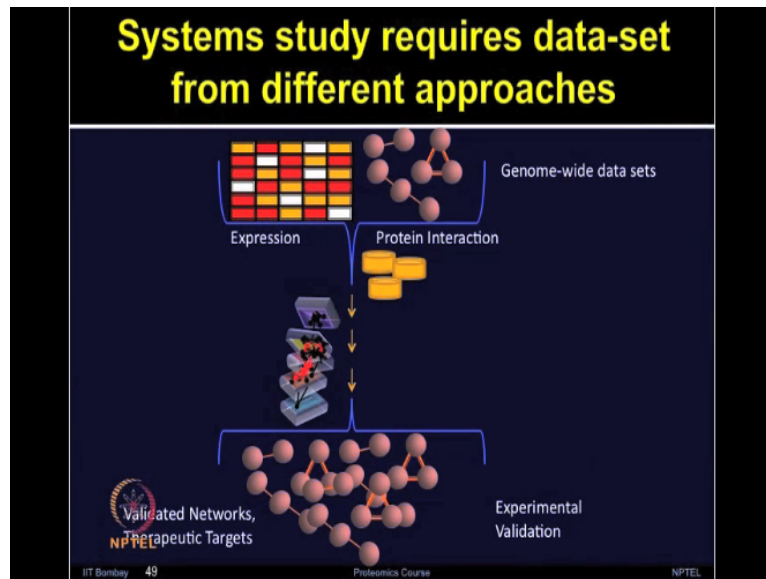 Systems study requires data-set
from different approaches
Genome-wide data sets
Expression
Protein Interaction
Validated Networks,
Therapeutic Targets
Experimental
Validation
NPTEL
IIT Bombay 49 Proteomics Course NPTEL